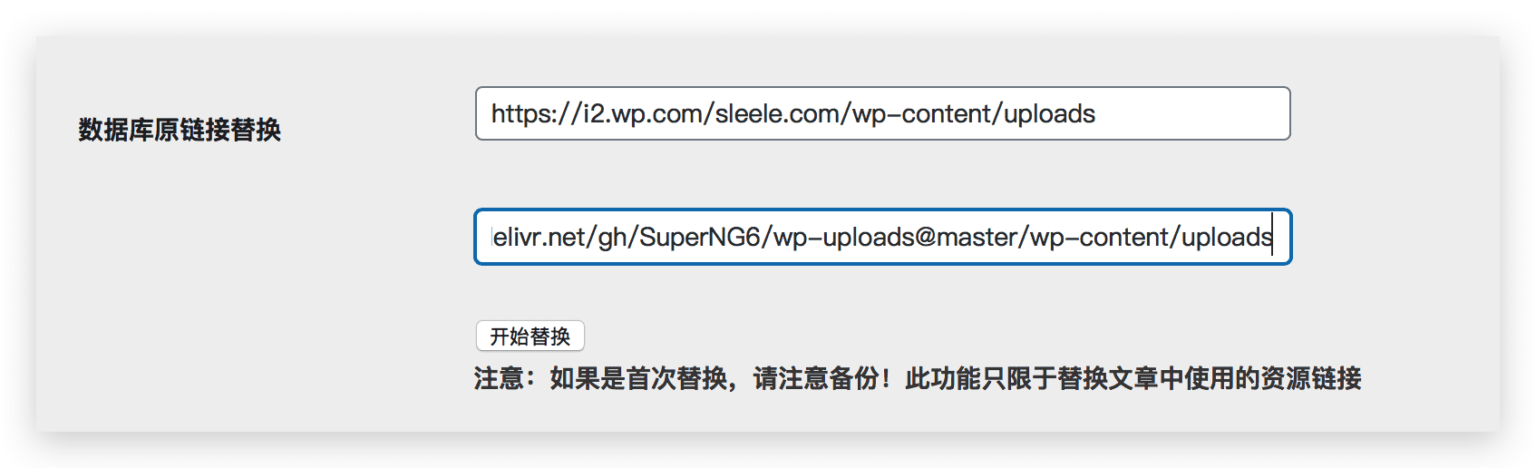 数据库原链接替换
https://i2.wp.com/sleele.com/wp-content/uploads
elivr.net/gh/SuperNG6/wp-uploads@master/wp-content/uploads
开始替换
注意：如果是首次替换，请注意备份！此功能只限于替换文章中使用的资源链接